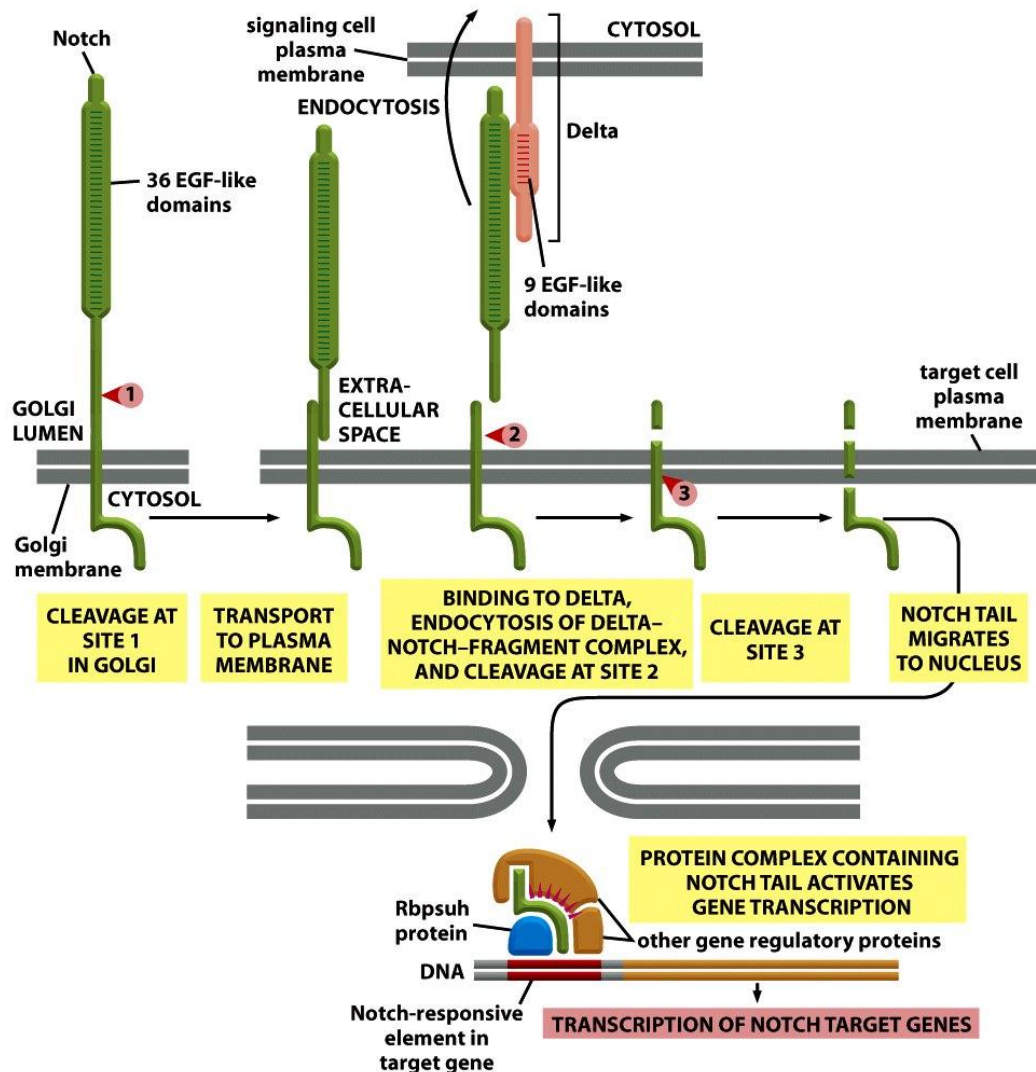 Notch
36 EGF-like
domains
GOLGI
LUMEN
1
CYTOSOL
Golgi
membrane
signaling cell
plasma
membrane
CYTOSOL
ENDOCYTOSIS
Delta
9 EGF-like
domains
EXTRA-
CELLULAR
SPACE
2
3
target cell
plasma
membrane
CLEAVAGE AT
SITE 1
IN GOLGI
TRANSPORT
TO PLASMA
MEMBRANE
BINDING TO DELTA,
ENDOCYTOSIS OF DELTA–
NOTCH–FRAGMENT COMPLEX,
AND CLEAVAGE AT SITE 2
CLEAVAGE AT
SITE 3
NOTCH TAIL
MIGRATES
TO NUCLEUS
PROTEIN COMPLEX CONTAINING
NOTCH TAIL ACTIVATES
GENE TRANSCRIPTION
Rbpsuh
protein
other gene regulatory proteins
DNA
Notch-responsive
element in
target gene
TRANSCRIPTION OF NOTCH TARGET GENES